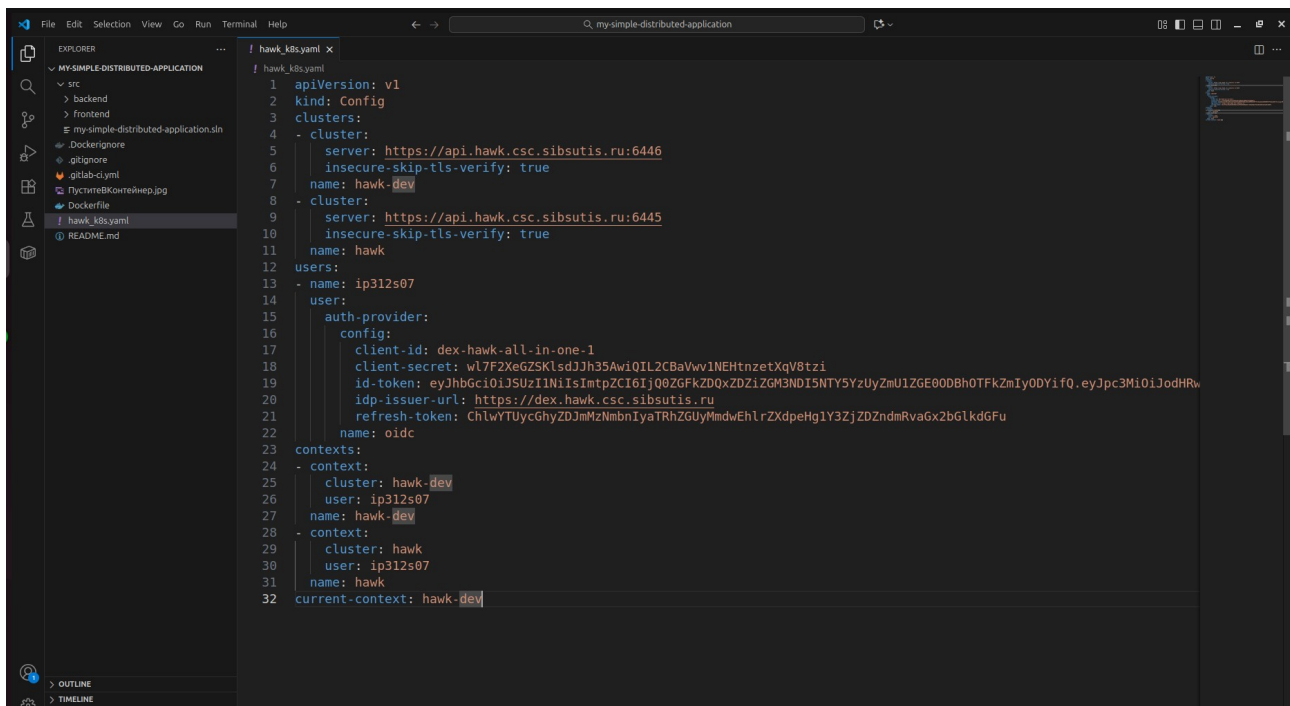 File Edit Selection View Go Run Terminal Help
my-simple-distributed-application
EXPLORER
MY-SIMPLE-DISTRIBUTED-APPLICATION
src
backend
frontend
my-simple-distributed-application.sln
.Dockerignore
.gitignore
.gitlab-ci.yml
ПуститеВКонтейнер.jpg
Dockerfile
hawk_k8s.yaml
README.md
OUTLINE
TIMELINE
hawk_k8s.yaml
hawk_k8s.yaml
1 apiVersion: v1
2 kind: Config
3 clusters:
4 - cluster:
5 server: https://api.hawk.csc.sibsutis.ru:6446
6 insecure-skip-tls-verify: true
7 name: hawk-dev
8 - cluster:
9 server: https://api.hawk.csc.sibsutis.ru:6445
10 insecure-skip-tls-verify: true
11 name: hawk
12 users:
13 - name: ip312s07
14 user:
15 auth-provider:
16 config:
17 client-id: dex-hawk-all-in-one-1
18 client-secret: wl7F2XeGZSKlsdJJh35AwiQIL2CBaVwv1NEHtnzetXqV8tzi
19 id-token: eyJhbGciOiJSUzI1NiIsImtpZCI6IjQ0ZGFkZDQxZDZiZGM3NDI5NTY5YzUyZmU1ZGE0ODBhOTFkZmIyODYifQ.eyJpc3MiOiJodHRw
20 idp-issuer-url: https://dex.hawk.csc.sibsutis.ru
21 refresh-token: ChlwYTUycGhyZDJmMzNmbnIyaTRhZGUyMmdwEhlrZXdpeHg1Y3ZjZDZndmRvaGx2bGlkdGFu
22 name: oidc
23 contexts:
24 - context:
25 cluster: hawk-dev
26 user: ip312s07
27 name: hawk-dev
28 - context:
29 cluster: hawk
30 user: ip312s07
31 name: hawk
32 current-context: hawk-dev